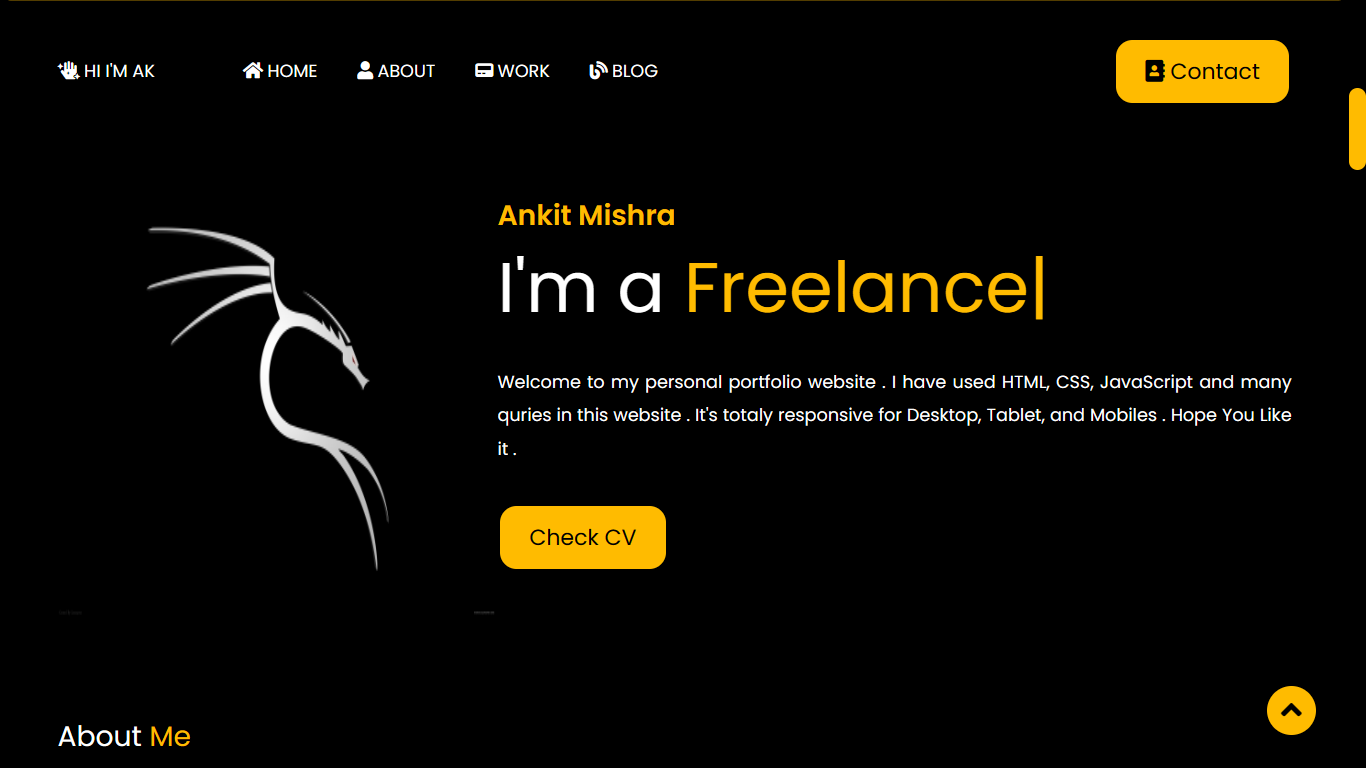 HI I'M AK
HOME
ABOUT
WORK
BLOG
Contact
Ankit Mishra
I'm a Freelance|
Welcome to my personal portfolio website . I have used HTML, CSS, JavaScript and many
quries in this website . It's totaly responsive for Desktop, Tablet, and Mobiles . Hope You Like
it .
Check CV
About Me